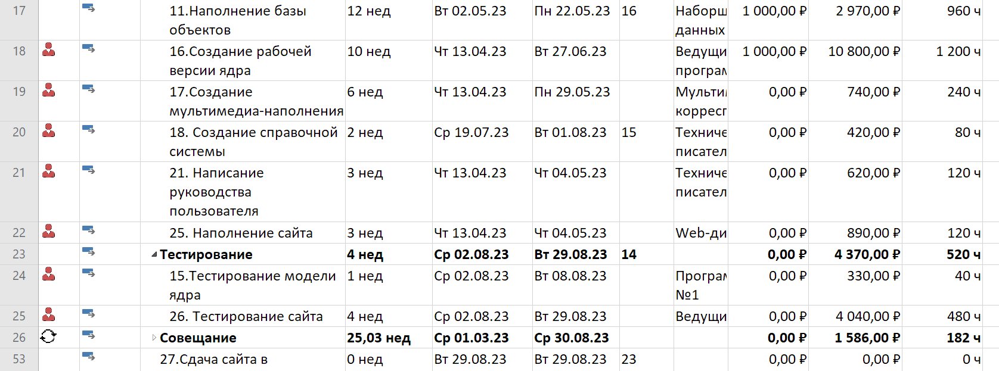 17 11.Наполнение базы 12 нед Вт 02.05.23 Пн 22.05.23 16 Наборщ 1 000,00 ₽ 2 970,00 ₽ 960 ч
объектов данных
18 16.Создание рабочей 10 нед Чт 13.04.23 Вт 27.06.23 Ведущи 1 000,00 ₽ 10 800,00 ₽ 1 200 ч
версии ядра програм
19 17.Создание 6 нед Чт 13.04.23 Пн 29.05.23 Мульти 0,00 ₽ 740,00 ₽ 240 ч
мультимедиа-наполнения корресп
20 18. Создание справочной 2 нед Ср 19.07.23 Вт 01.08.23 15 Техниче 0,00 ₽ 420,00 ₽ 80 ч
системы писател
21 21. Написание 3 нед Чт 13.04.23 Чт 04.05.23 Техниче 0,00 ₽ 620,00 ₽ 120 ч
руководства писател
пользователя
22 25. Наполнение сайта 3 нед Чт 13.04.23 Чт 04.05.23 Web-ди 0,00 ₽ 890,00 ₽ 120 ч
23 Тестирование 4 нед Ср 02.08.23 Вт 29.08.23 14 0,00 ₽ 4 370,00 ₽ 520 ч
24 15.Тестирование модели 1 нед Ср 02.08.23 Вт 08.08.23 Програм 0,00 ₽ 330,00 ₽ 40 ч
ядра №1
25 26. Тестирование сайта 4 нед Ср 02.08.23 Вт 29.08.23 Ведущи 0,00 ₽ 4 040,00 ₽ 480 ч
26 Совещание 25,03 нед Ср 01.03.23 Ср 30.08.23 0,00 ₽ 1 586,00 ₽ 182 ч
53 27.Сдача сайта в 0 нед Вт 29.08.23 Вт 29.08.23 23 0,00 ₽ 0,00 ₽ 0 ч